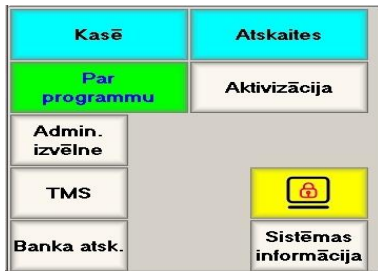 Kasē
Atskaites
Par
programmu
Aktivizācija
Admin.
izvēlne
TMS
Banka atsk.
Sistēmas
informācija